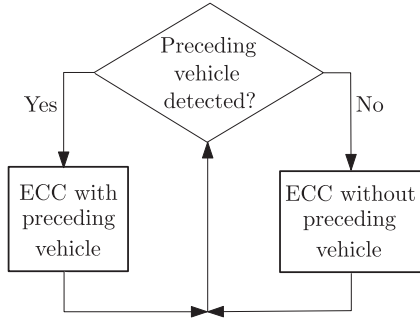 Preceding
vehicle
detected?
Yes
No
ECC with
preceding
vehicle
ECC without
preceding
vehicle